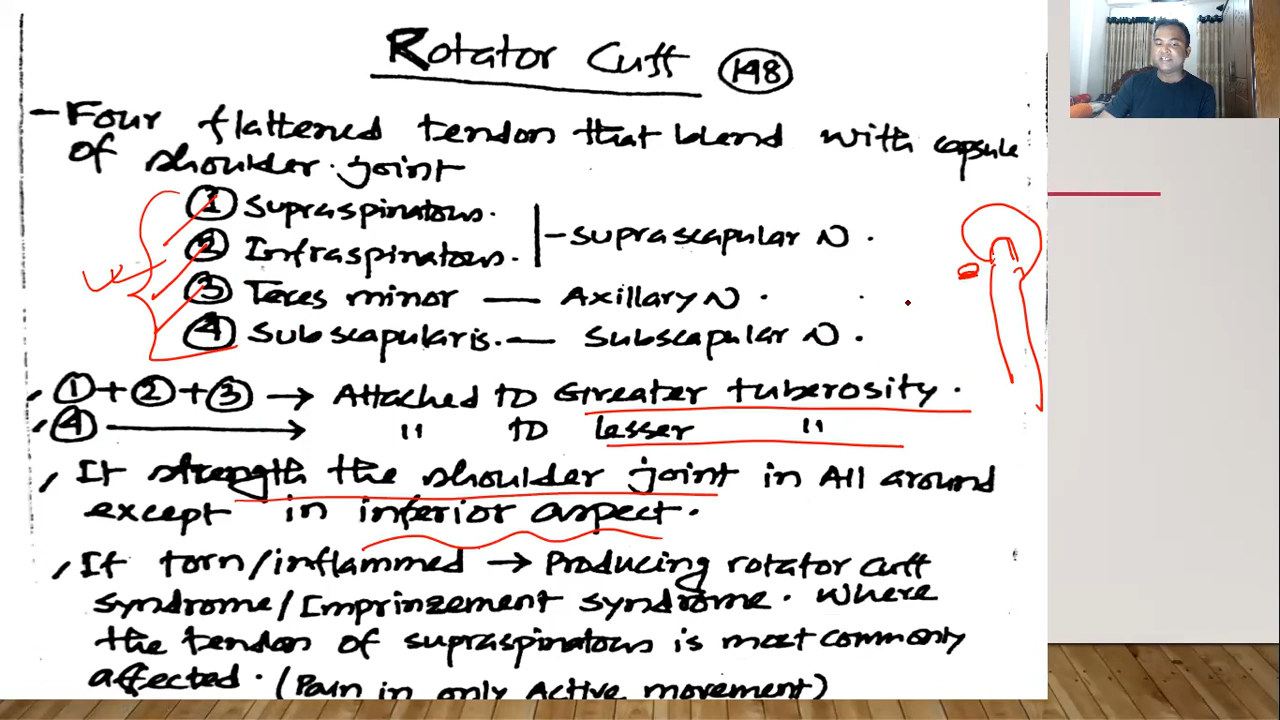 Rotator Cuff 148
- Four flattened tendon that blend with capsule
of shoulder joint
1 Supraspinatous.
2 Infraspinatous. - suprascapular N.
3 Teres minor — Axillary N.
4 Subscapularis. — Subscapular N.
1 + 2 + 3 → Attached to Greater tuberosity.
4 → " to lesser "
It strength the shoulder joint in All around
except in inferior aspect.
If torn/inflammed → Producing rotator cuff
syndrome/Imprinzement syndrome. Where
the tendon of supraspinatous is most commonly
affected. (Pain in only Active movement)